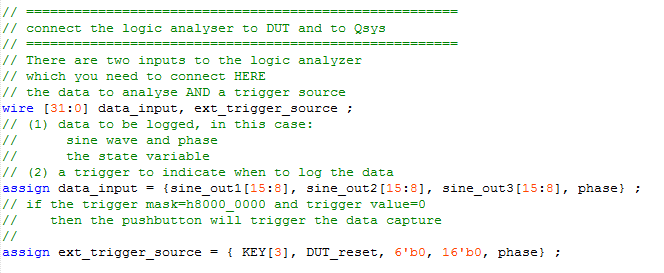 // ======================================================
// connect the logic analyser to DUT and to Qsys
// ======================================================
// There are two inputs to the logic analyzer
// which you need to connect HERE
// the data to analyse AND a trigger source
wire [31:0] data_input, ext_trigger_source ;
// (1) data to be logged, in this case:
//      sine wave and phase
//      the state variable
// (2) a trigger to indicate when to log the data
assign data_input = {sine_out1[15:8], sine_out2[15:8], sine_out3[15:8], phase} ;
// if the trigger mask=h8000_0000 and trigger value=0
//    then the pushbutton will trigger the data capture
//
assign ext_trigger_source = { KEY[3], DUT_reset, 6'b0, 16'b0, phase} ;